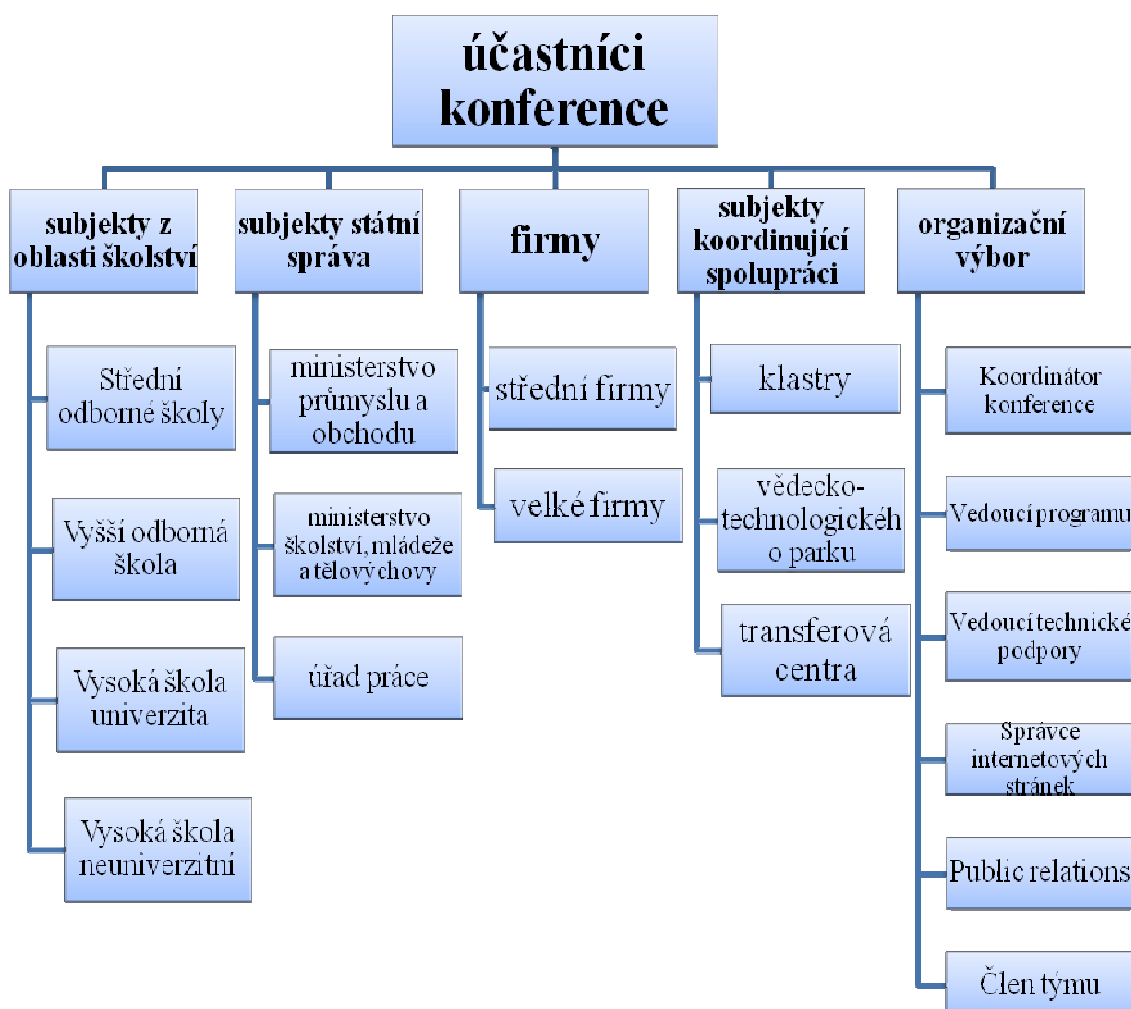 účastníci
konference
subjekty z
oblasti školství
Střední
odborné školy
Vyšší odborná
škola
Vysoká škola
univerzita
Vysoká škola
neuniverzitní
subjekty státní
správa
ministerstvo
průmyslu a
obchodu
ministerstvo
školství, mládeže
a tělovýchovy
úřad práce
firmy
střední firmy
velké firmy
subjekty
koordinující
spolupráci
klastry
vědecko-
technologickéh
o parku
transferová
centra
organizační
výbor
Koordinátor
konference
Vedoucí programu
Vedoucí technické
podpory
Správce
internetových
stránek
Public relations
Člen týmu